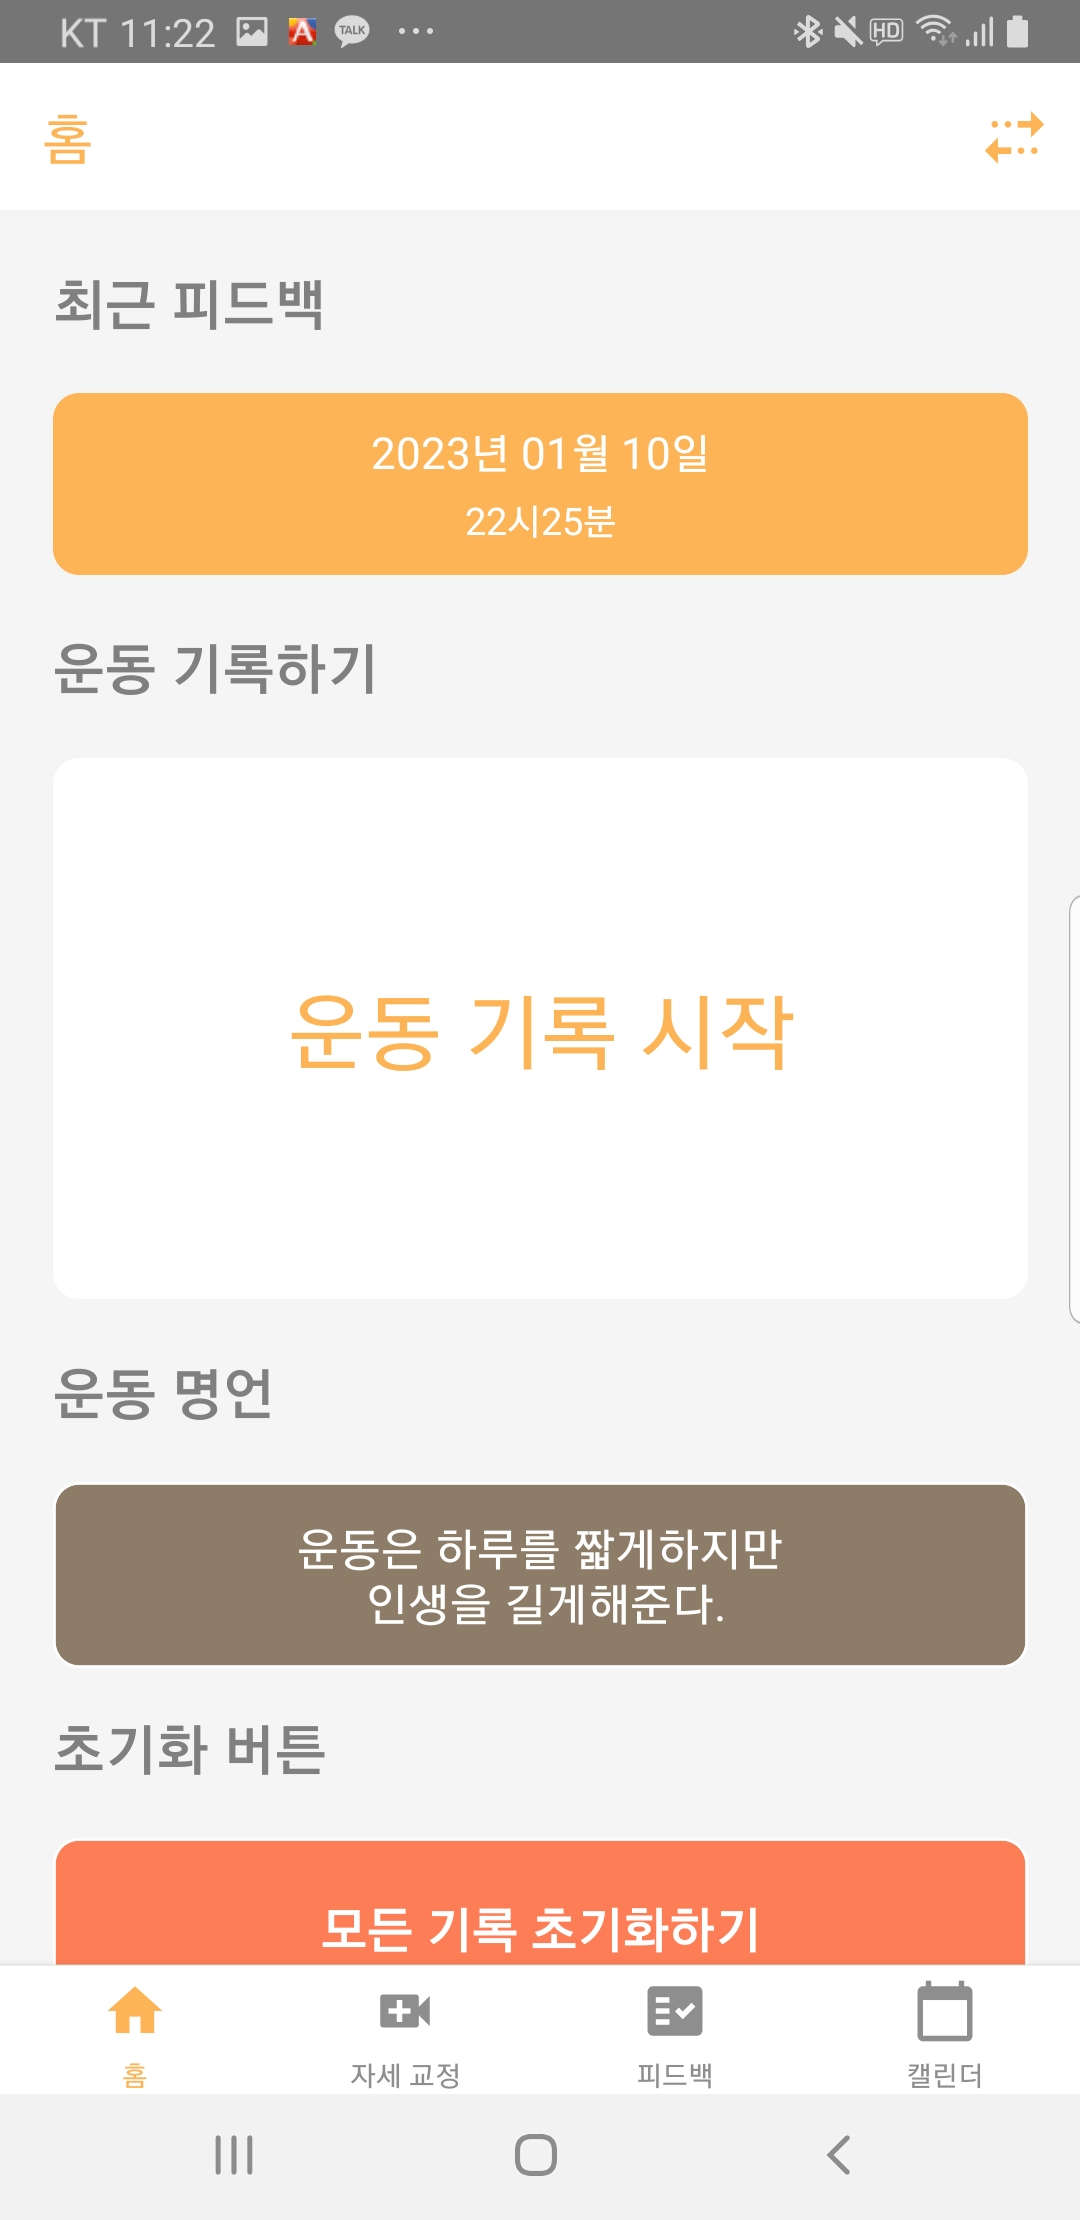 KT 11:22
A
TALK
HD
홈
최근 피드백
2023년 01월 10일
22시25분
운동 기록하기
운동 기록 시작
운동 명언
운동은 하루를 짧게하지만
인생을 길게해준다.
초기화 버튼
모든 기록 초기화하기
홈
자세 교정
피드백
캘린더